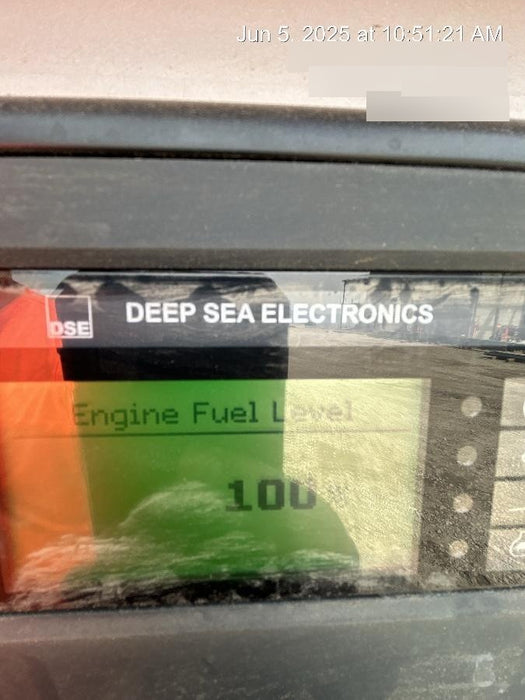 Jun 5, 2025 at 10:51:21 AM
DSE
DEEP SEA ELECTRONICS
Engine Fuel Level
100 %